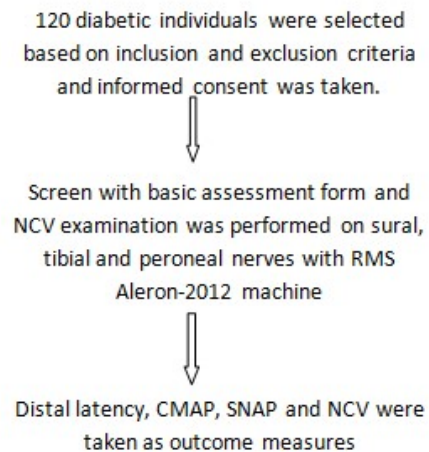 120 diabetic individuals were selected
based on inclusion and exclusion criteria
and informed consent was taken.
Screen with basic assessment form and
NCV examination was performed on sural,
tibial and peroneal nerves with RMS
Aleron-2012 machine
Distal latency, CMAP, SNAP and NCV were
taken as outcome measures